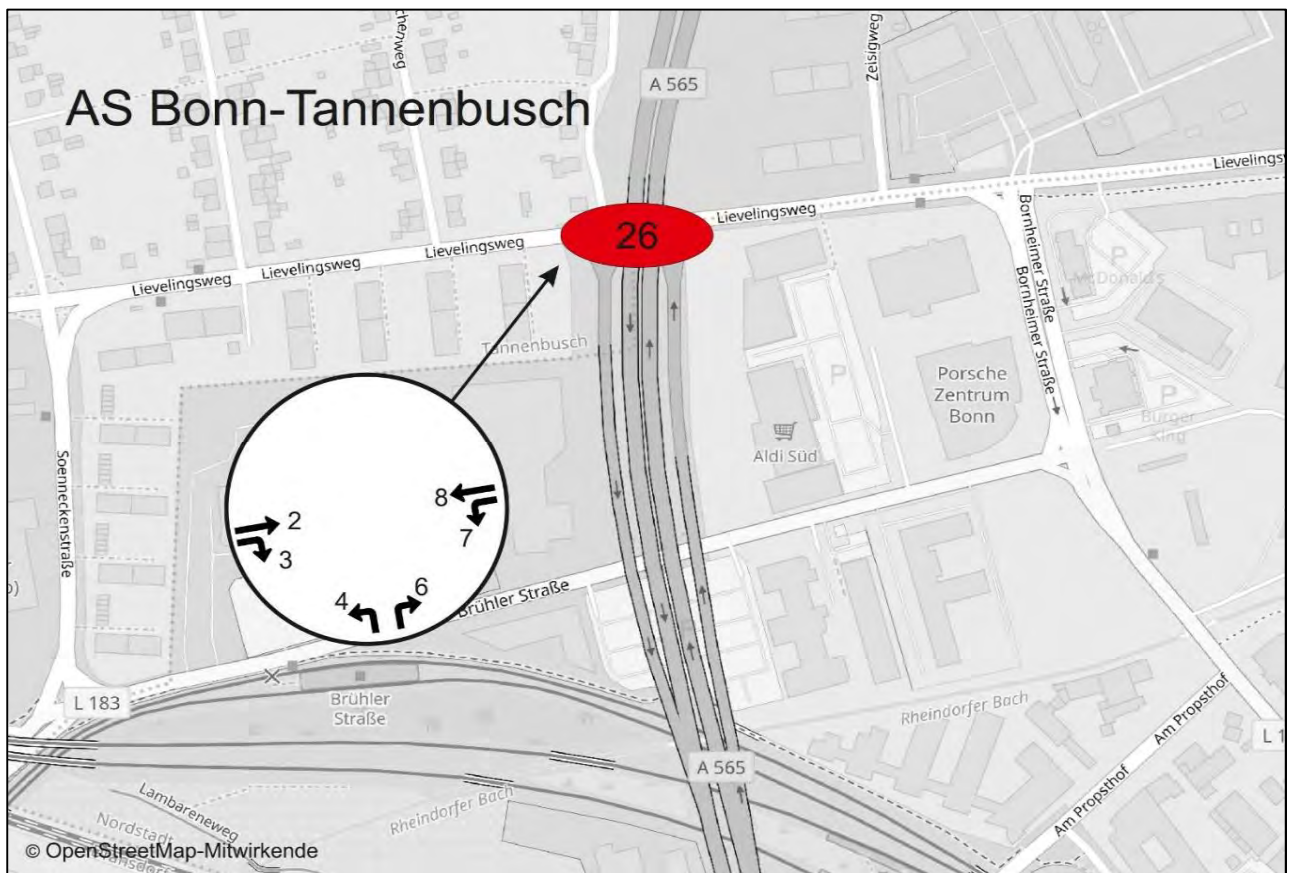 Zeisigweg
A 565
AS Bonn-Tannenbusch
Lievelingsweg
26
Lievelingsweg
Lievelingsweg
Lievelingsweg
Bornheimer Straße
Bornheimer Straße
P
McDonald's
Tannenbusch
P
Porsche
Zentrum
Bonn
P
Burger
King
Aldi Süd
Soenneckenstraße
8
7
2
3
4
6
Brühler Straße
L 183
Brühler
Straße
Rheindorfer Bach
Am Propsthof
A 565
Am Propsthof
Lambareneweg
Rheindorfer Bach
Nordstadt
© OpenStreetMap-Mitwirkende